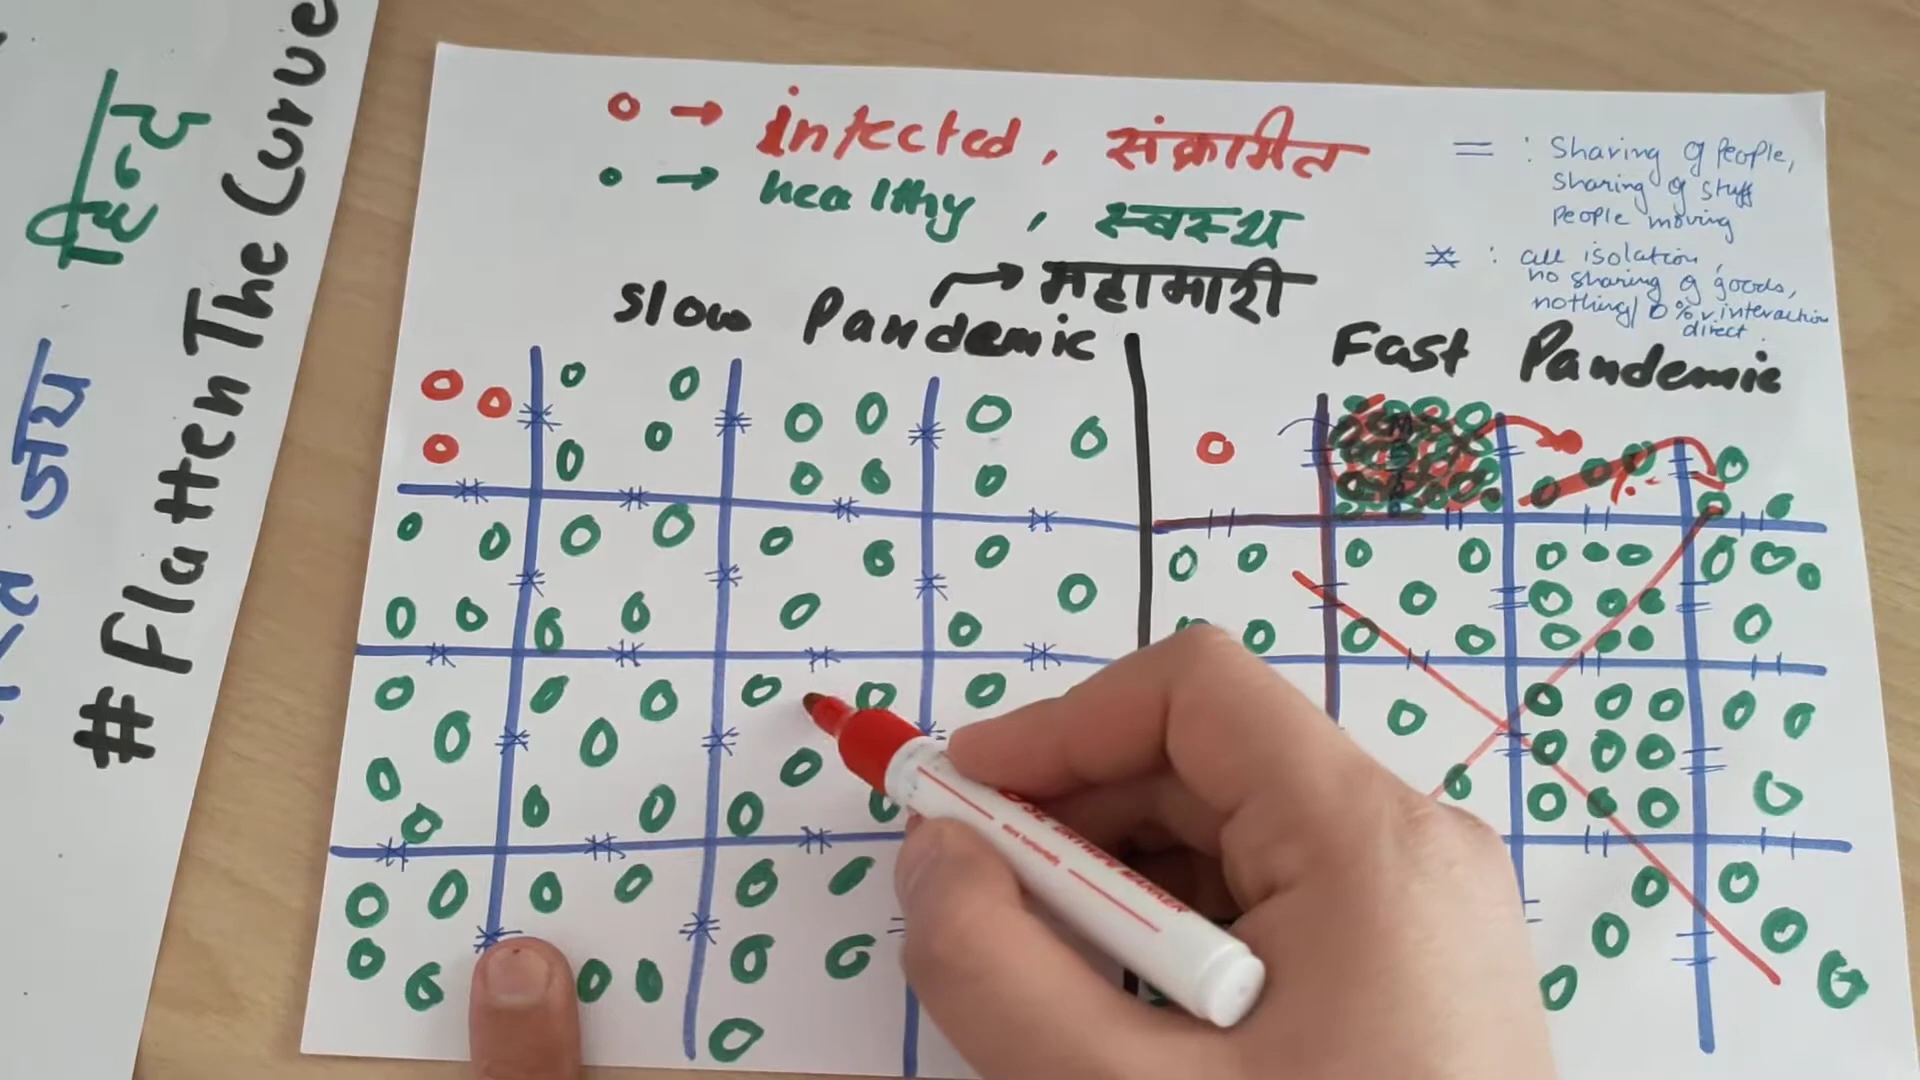 infected, संक्रामीत
healthy, स्वस्थ
महामारी
Slow Pandemic
Fast Pandemic
= : Sharing of People,
sharing of stuff
People moving
all isolation,
no sharing of goods,
nothing/ 0% interaction
direct
#FlattenTheCurve
हिन्द
जय